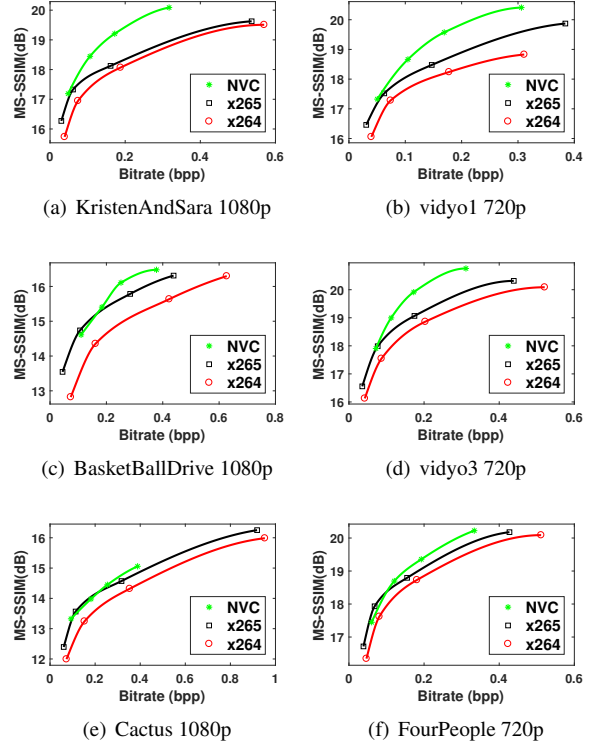 MS-SSIM(dB)
20
19
18
17
16
0 0.2 0.4 0.6
Bitrate (bpp)
NVC
x265
x264
(a) KristenAndSara 1080p
MS-SSIM(dB)
20
19
18
17
16
0 0.1 0.2 0.3 0.4
Bitrate (bpp)
NVC
x265
x264
(b) vidyo1 720p
MS-SSIM(dB)
16
15
14
13
0 0.2 0.4 0.6 0.8
Bitrate (bpp)
NVC
x265
x264
(c) BasketBallDrive 1080p
MS-SSIM(dB)
20
19
18
17
16
0 0.2 0.4 0.6
Bitrate (bpp)
NVC
x265
x264
(d) vidyo3 720p
MS-SSIM(dB)
16
15
14
13
12
0 0.2 0.4 0.6 0.8 1
Bitrate (bpp)
NVC
x265
x264
(e) Cactus 1080p
MS-SSIM(dB)
20
19
18
17
0 0.2 0.4 0.6
Bitrate (bpp)
NVC
x265
x264
(f) FourPeople 720p